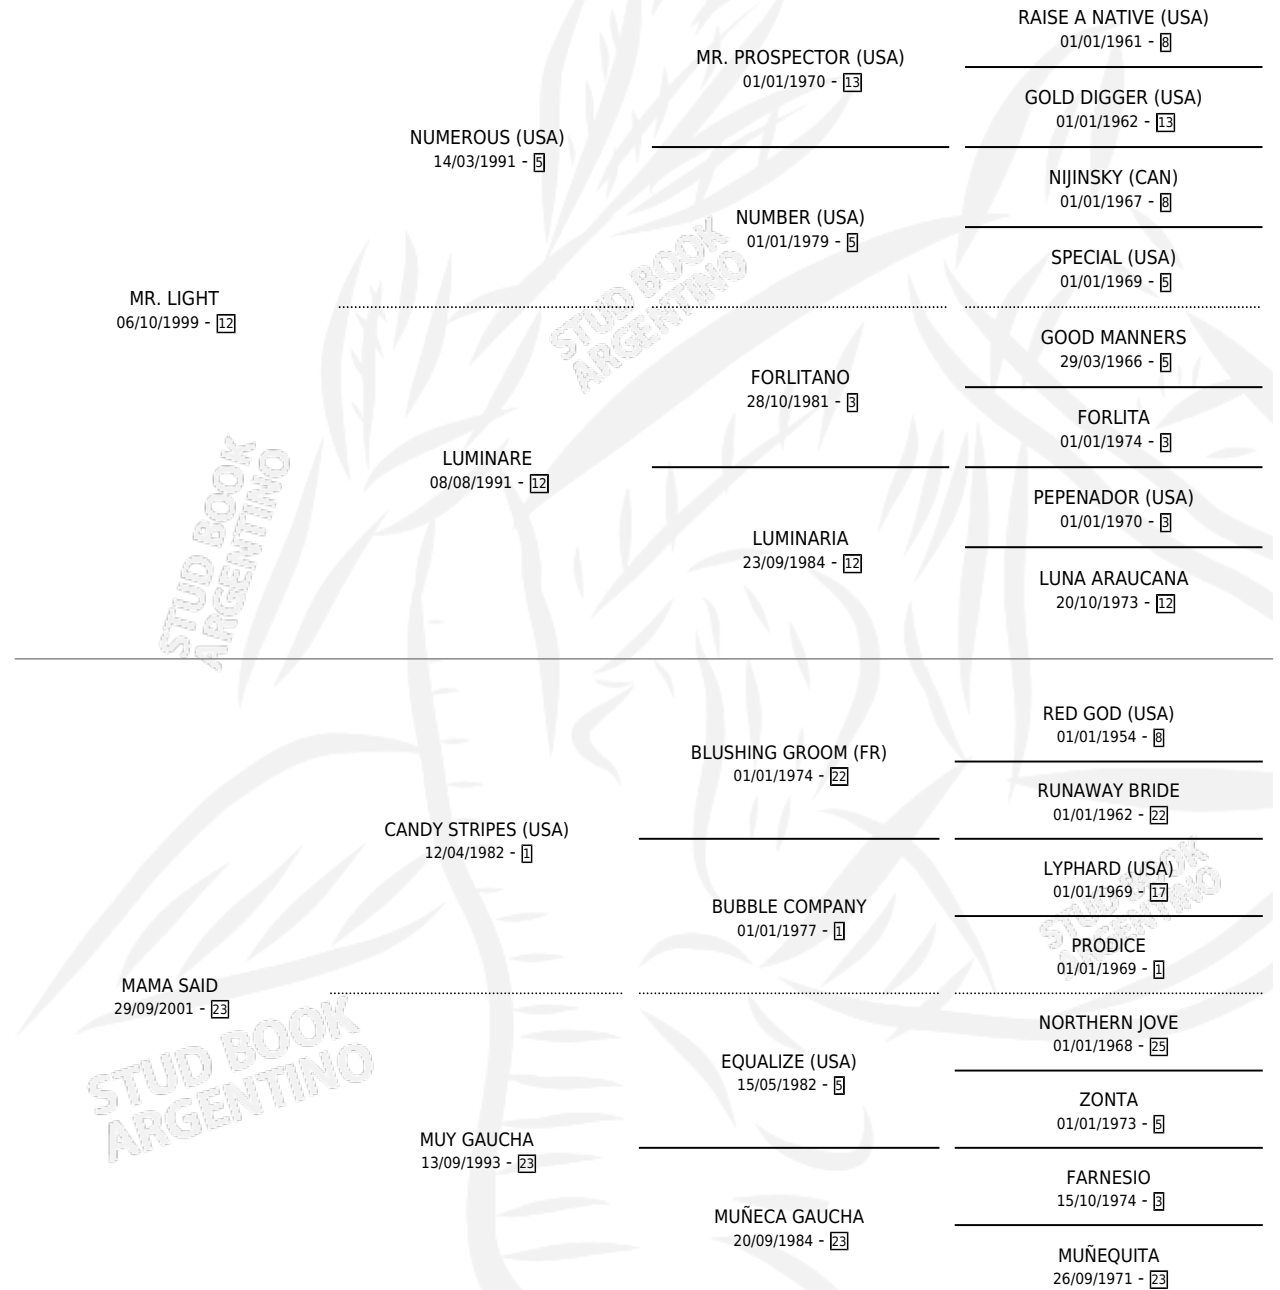 RAISE A NATIVE (USA)
01/01/1961 - 8
MR. PROSPECTOR (USA)
01/01/1970 - 13
GOLD DIGGER (USA)
01/01/1962 - 13
NUMEROUS (USA)
14/03/1991 - 5
NIJINSKY (CAN)
01/01/1967 - 8
NUMBER (USA)
01/01/1979 - 5
SPECIAL (USA)
01/01/1969 - 5
MR. LIGHT
06/10/1999 - 12
GOOD MANNERS
29/03/1966 - 5
FORLITANO
28/10/1981 - 3
FORLITA
01/01/1974 - 3
LUMINARE
08/08/1991 - 12
PEPENADOR (USA)
01/01/1970 - 3
LUMINARIA
23/09/1984 - 12
LUNA ARAUCANA
20/10/1973 - 12
STUD BOOK
ARGENTINO
STUD BOOK
ARGENTINO
RED GOD (USA)
01/01/1954 - 8
BLUSHING GROOM (FR)
01/01/1974 - 22
RUNAWAY BRIDE
01/01/1962 - 22
CANDY STRIPES (USA)
12/04/1982 - 1
LYPHARD (USA)
01/01/1969 - 17
BUBBLE COMPANY
01/01/1977 - 1
PRODICE
01/01/1969 - 1
MAMA SAID
29/09/2001 - 23
NORTHERN JOVE
01/01/1968 - 25
EQUALIZE (USA)
15/05/1982 - 5
ZONTA
01/01/1973 - 5
MUY GAUCHA
13/09/1993 - 23
FARNESIO
15/10/1974 - 3
MUÑECA GAUCHA
20/09/1984 - 23
MUÑEQUITA
26/09/1971 - 23
STUD BOOK
ARGENTINO
STUD BOOK
ARGENTINO